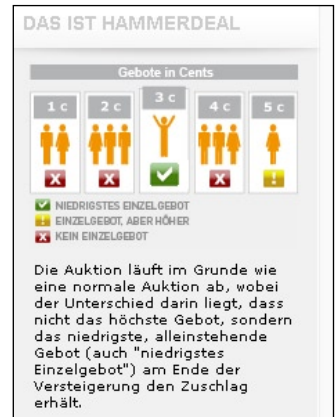 DAS IST HAMMERDEAL
Gebote in Cents
1 c 2 c 3 c 4 c 5 c
NIEDRIGSTES EINZELGEBOT
EINZELGEBOT, ABER HÖHER
KEIN EINZELGEBOT
Die Auktion läuft im Grunde wie
eine normale Auktion ab, wobei
der Unterschied darin liegt, dass
nicht das höchste Gebot, sondern
das niedrigste, alleinstehende
Gebot (auch "niedrigstes
Einzelgebot") am Ende der
Versteigerung den Zuschlag
erhält.